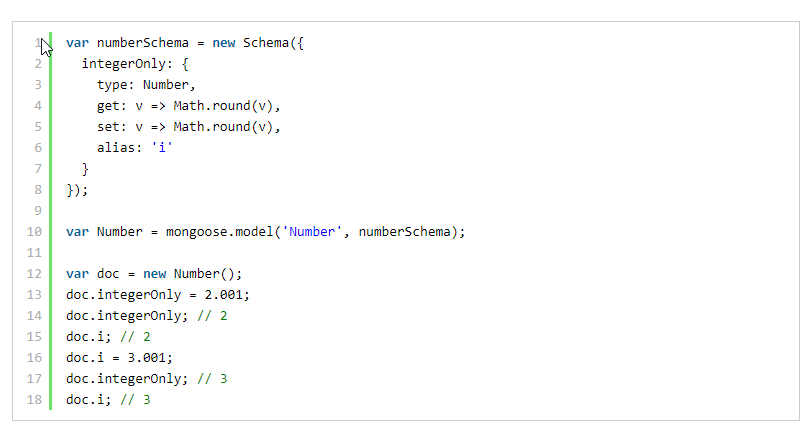 1 var numberSchema = new Schema({
2   integerOnly: {
3     type: Number,
4     get: v => Math.round(v),
5     set: v => Math.round(v),
6     alias: 'i'
7   }
8 });
9
10 var Number = mongoose.model('Number', numberSchema);
11
12 var doc = new Number();
13 doc.integerOnly = 2.001;
14 doc.integerOnly; // 2
15 doc.i; // 2
16 doc.i = 3.001;
17 doc.integerOnly; // 3
18 doc.i; // 3